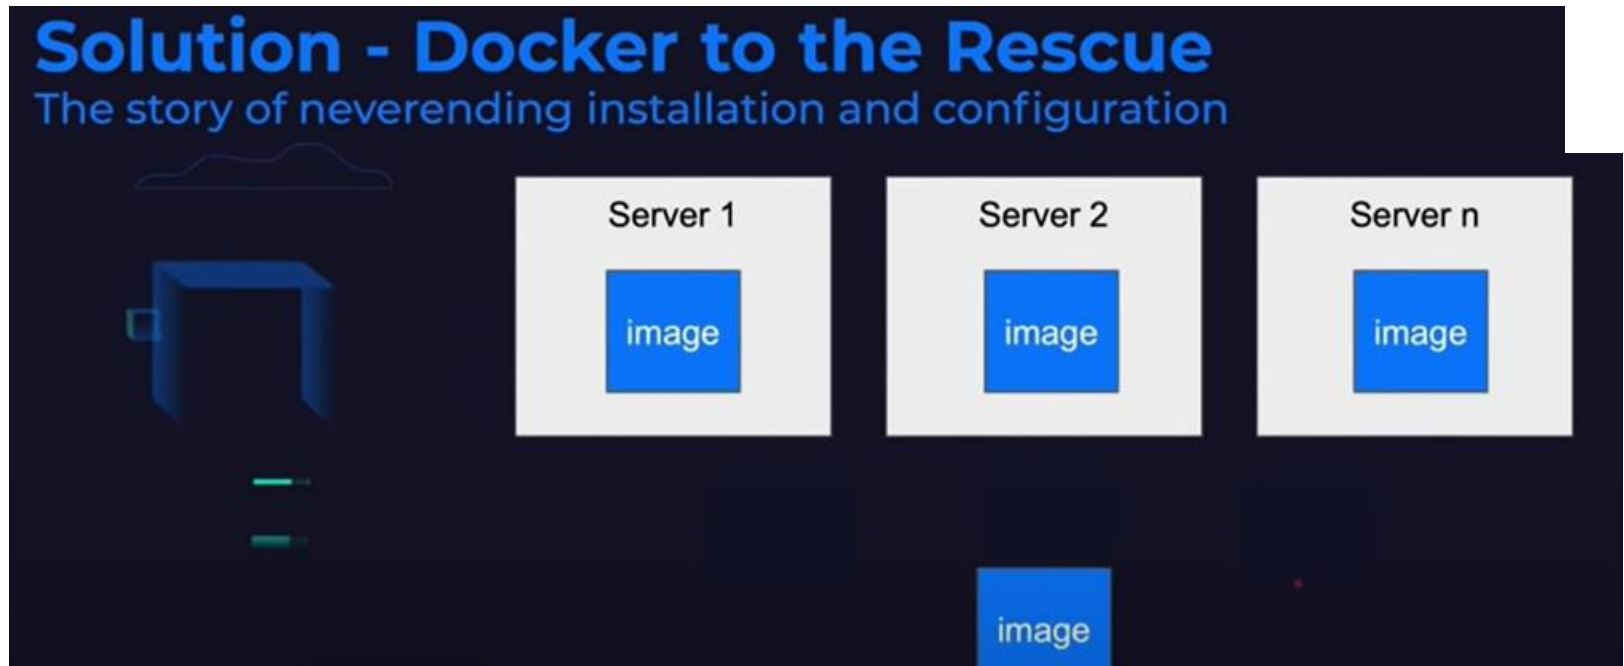 Solution - Docker to the Rescue
The story of neverending installation and configuration
Server 1
Server 2
Server n
image
image
image
image